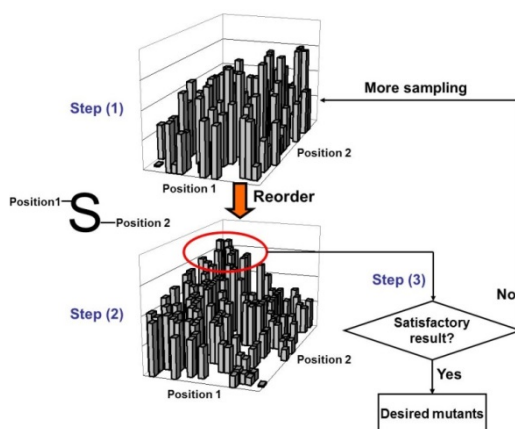 More sampling
Step (1)
Position 2
Position 1
Reorder
Position1
S
Position 2
Step (3)
No
Step (2)
Satisfactory
result?
Position 2
Yes
Position 1
Desired mutants